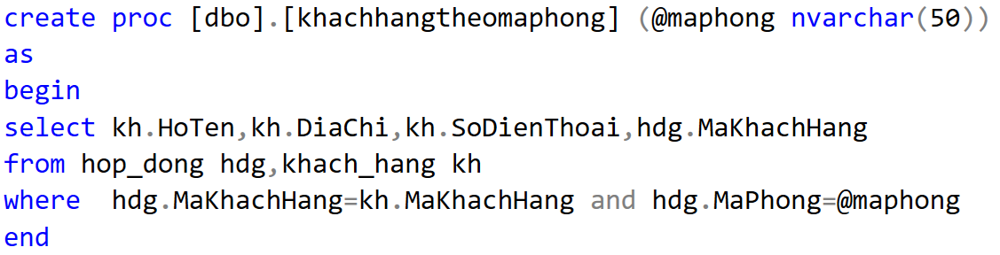 create proc [dbo].[khachhangtheomaphong] (@maphong nvarchar(50))
as
begin
select kh.HoTen,kh.DiaChi,kh.SoDienThoai,hdg.MaKhachHang
from hop_dong hdg,khach_hang kh
where  hdg.MaKhachHang=kh.MaKhachHang and hdg.MaPhong=@maphong
end